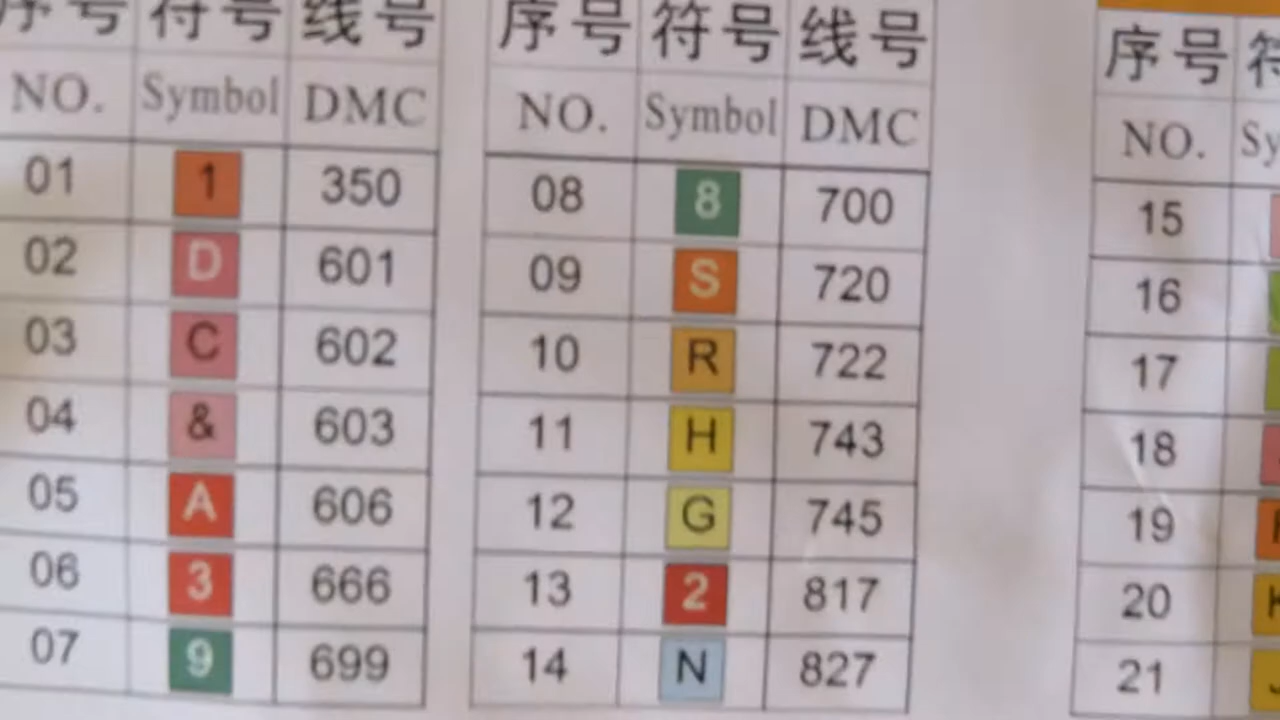 序号 符号 线号
NO. Symbol DMC
01 1 350
02 D 601
03 C 602
04 & 603
05 A 606
06 3 666
07 9 699
序号 符号 线号
NO. Symbol DMC
08 8 700
09 S 720
10 R 722
11 H 743
12 G 745
13 2 817
14 N 827
序号 符
NO. Sy
15
16
17
18
19
20 K
21 J